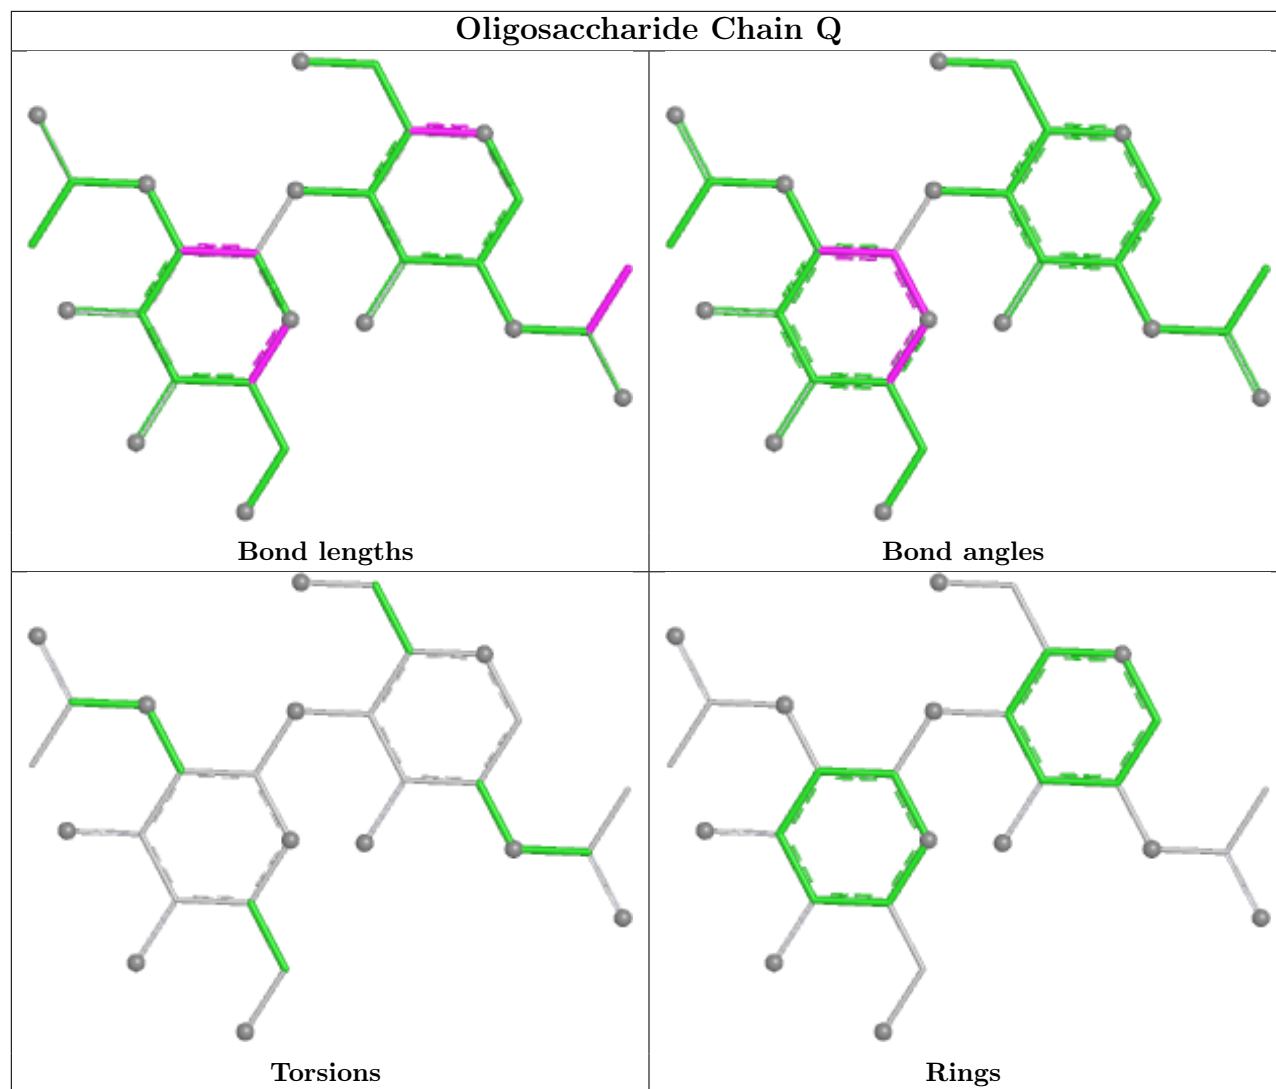 Oligosaccharide Chain Q
Bond lengths
Bond angles
Torsions
Rings